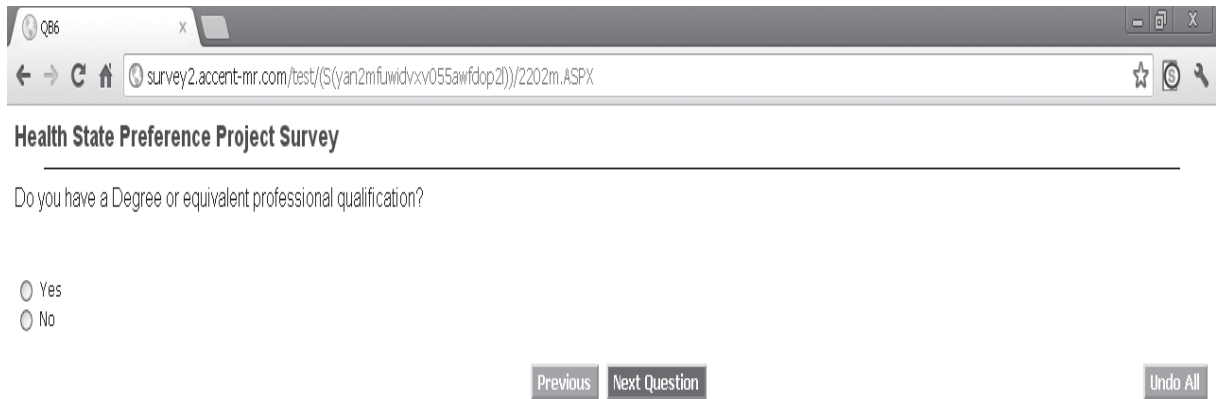 QB6
survey2.accent-mr.com/test/(S(yan2mfuwidvxv055awfdop2l))/2202m.ASPX
Health State Preference Project Survey
Do you have a Degree or equivalent professional qualification?
Yes
No
Previous Next Question Undo All